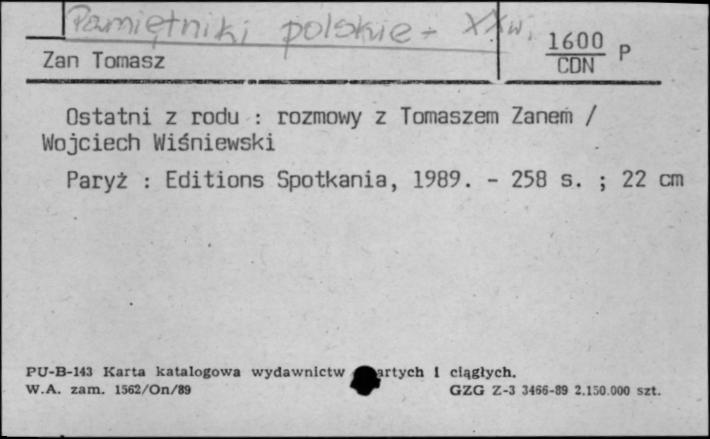 Pamiętniki polskie - XX w.
1600 P
CDN
Zan Tomasz
Ostatni z rodu : rozmowy z Tomaszem Zanem /
Wojciech Wiśniewski
Paryż : Editions Spotkania, 1989. - 258 s. ; 22 cm
PU-B-143 Karta katalogowa wydawnictw artych i ciągłych.
W.A. zam. 1562/On/89 GZG Z-3 3466-89 2.150.000 szt.